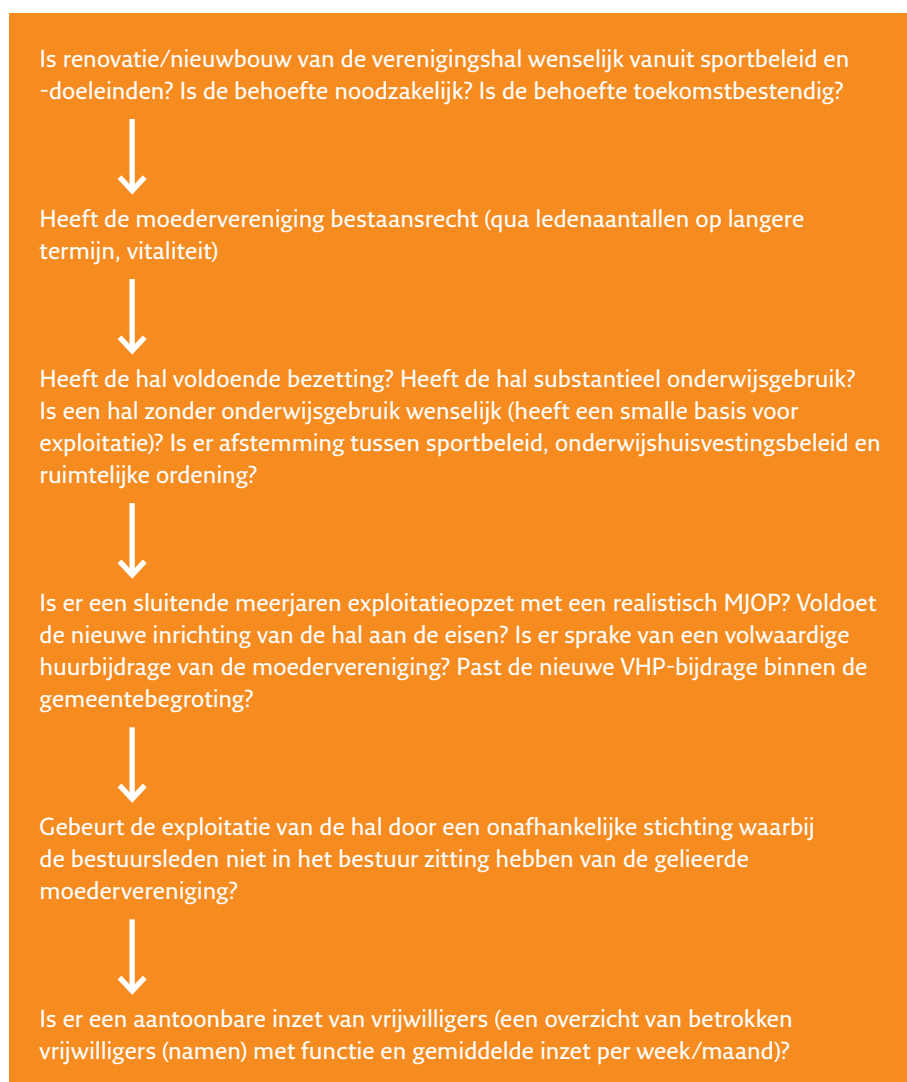 Is renovatie/nieuwbouw van de verenigingshal wenselijk vanuit sportbeleid en
-doeleinden? Is de behoefte noodzakelijk? Is de behoefte toekomstbestendig?
Heeft de moedervereniging bestaansrecht (qua ledenaantallen op langere
termijn, vitaliteit)
Heeft de hal voldoende bezetting? Heeft de hal substantieel onderwijsgebruik?
Is een hal zonder onderwijsgebruik wenselijk (heeft een smalle basis voor
exploitatie)? Is er afstemming tussen sportbeleid, onderwijshuisvestingsbeleid en
ruimtelijke ordening?
Is er een sluitende meerjaren exploitatieopzet met een realistisch MJOP? Voldoet
de nieuwe inrichting van de hal aan de eisen? Is er sprake van een volwaardige
huurbijdrage van de moedervereniging? Past de nieuwe VHP-bijdrage binnen de
gemeentebegroting?
Gebeurt de exploitatie van de hal door een onafhankelijke stichting waarbij
de bestuursleden niet in het bestuur zitting hebben van de gelieerde
moedervereniging?
Is er een aantoonbare inzet van vrijwilligers (een overzicht van betrokken
vrijwilligers (namen) met functie en gemiddelde inzet per week/maand)?